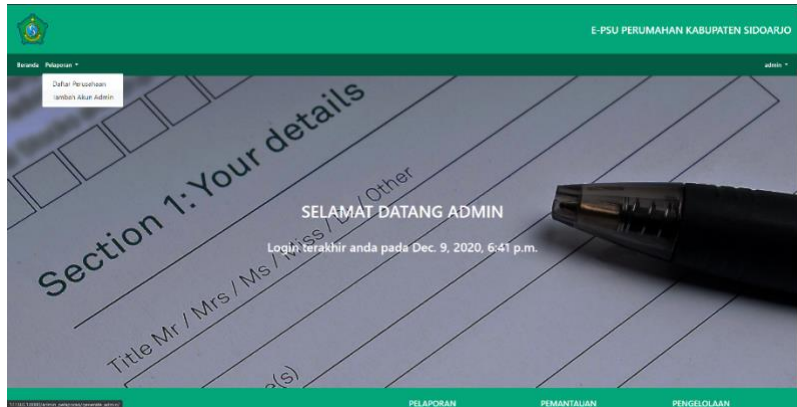 E-PSU PERUMAHAN KABUPATEN SIDOARJO
Beranda Pelaporan
admin
Daftar Perusahaan
Tambah Akun Admin
Section 1: Your details
Title Mr / Mrs / Ms / Miss / Dr / Other
SELAMAT DATANG ADMIN
Login terakhir anda pada Dec. 9, 2020, 6:41 p.m.
(s)
PELAPORAN PEMANTAUAN PENGELOLAAN